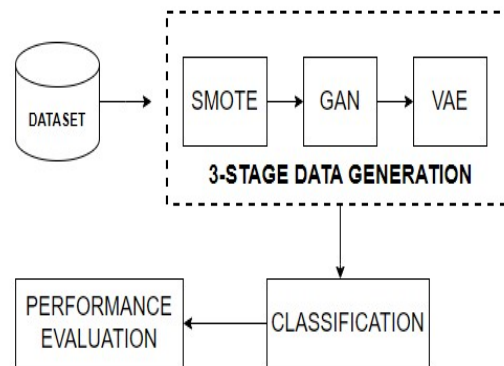 DATASET
SMOTE
GAN
VAE
3-STAGE DATA GENERATION
CLASSIFICATION
PERFORMANCE
EVALUATION